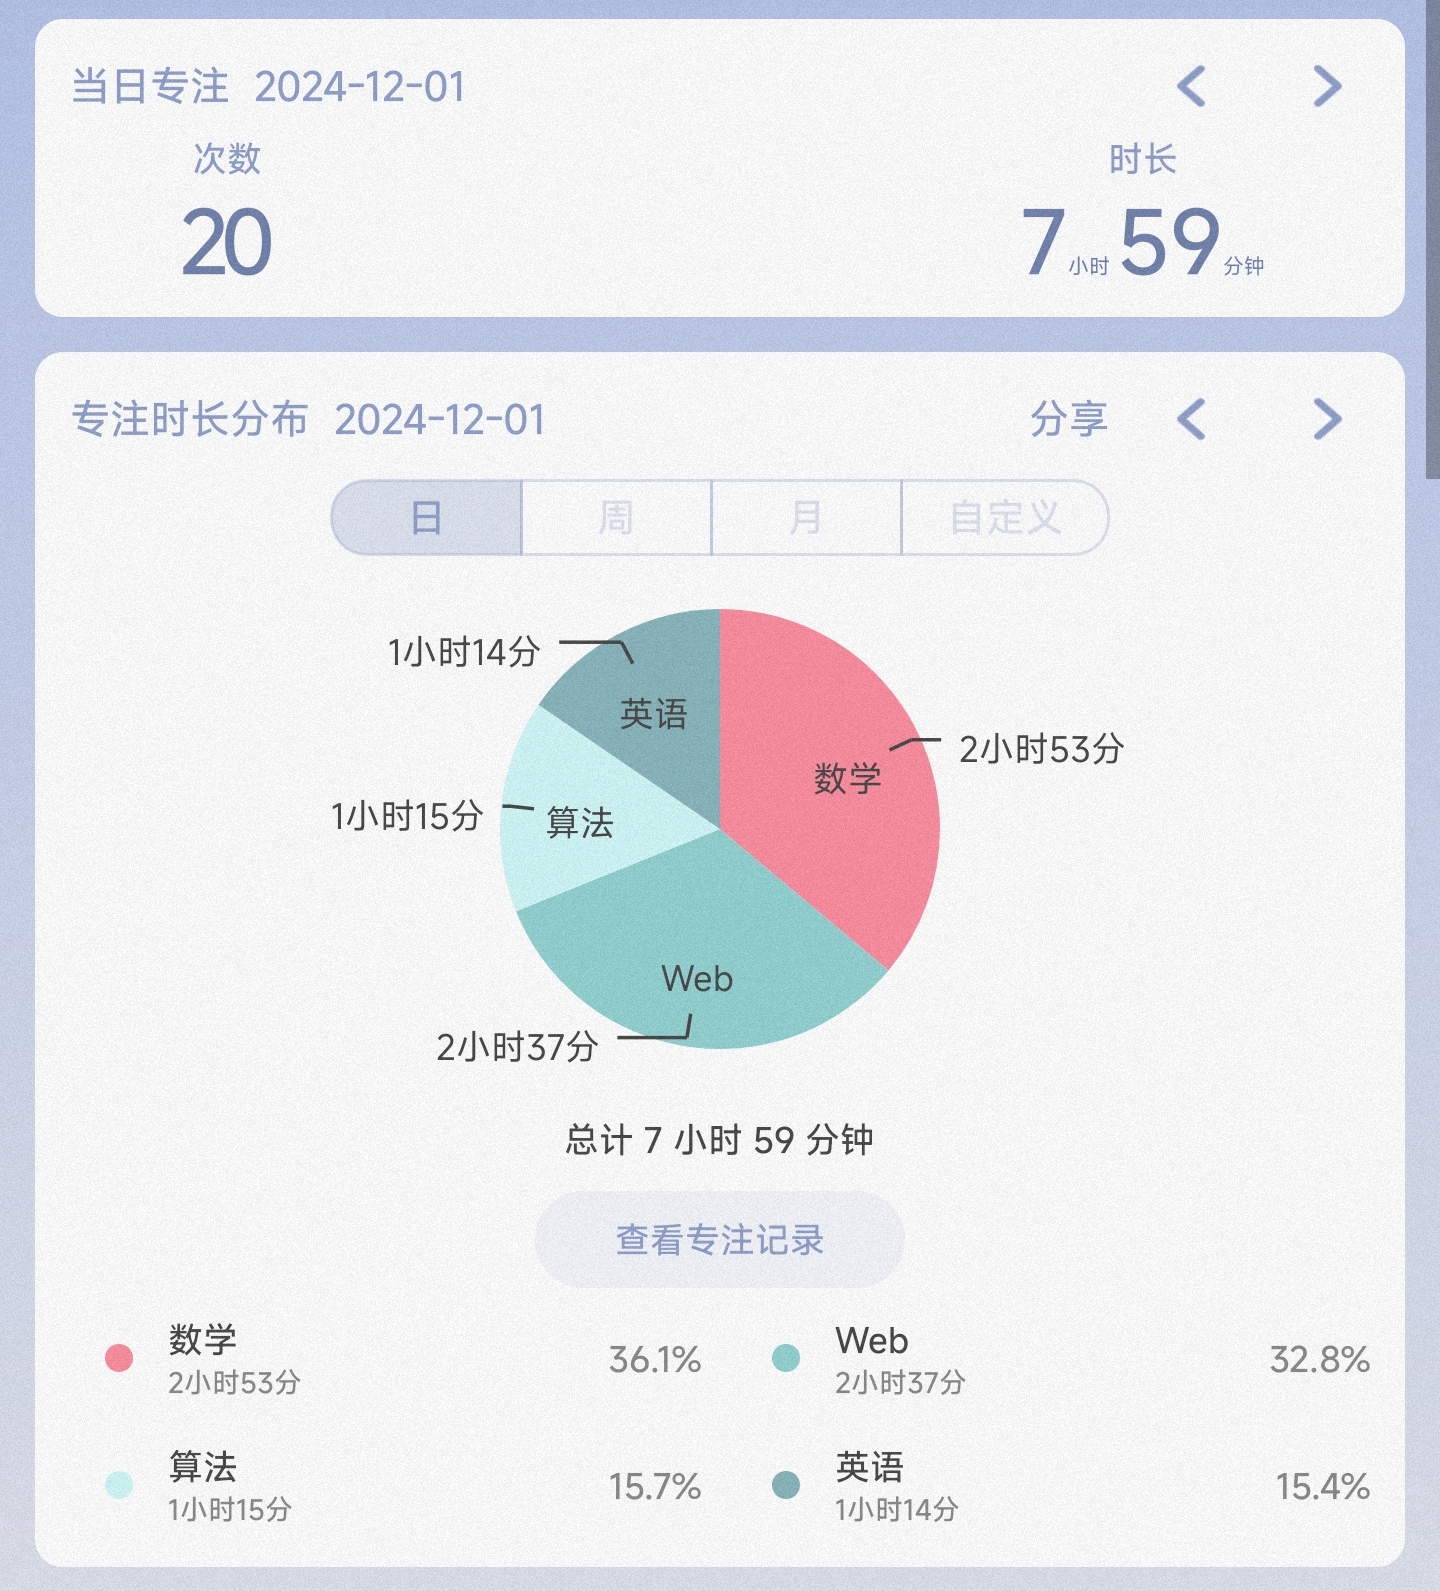 当日专注 2024-12-01
次数 时长
20 7小时59分钟
专注时长分布 2024-12-01 分享
日 周 月 自定义
1小时14分
英语
2小时53分
数学
1小时15分 算法
Web
2小时37分
总计 7 小时 59 分钟
查看专注记录
数学 36.1% Web 32.8%
2小时53分 2小时37分
算法 15.7% 英语 15.4%
1小时15分 1小时14分